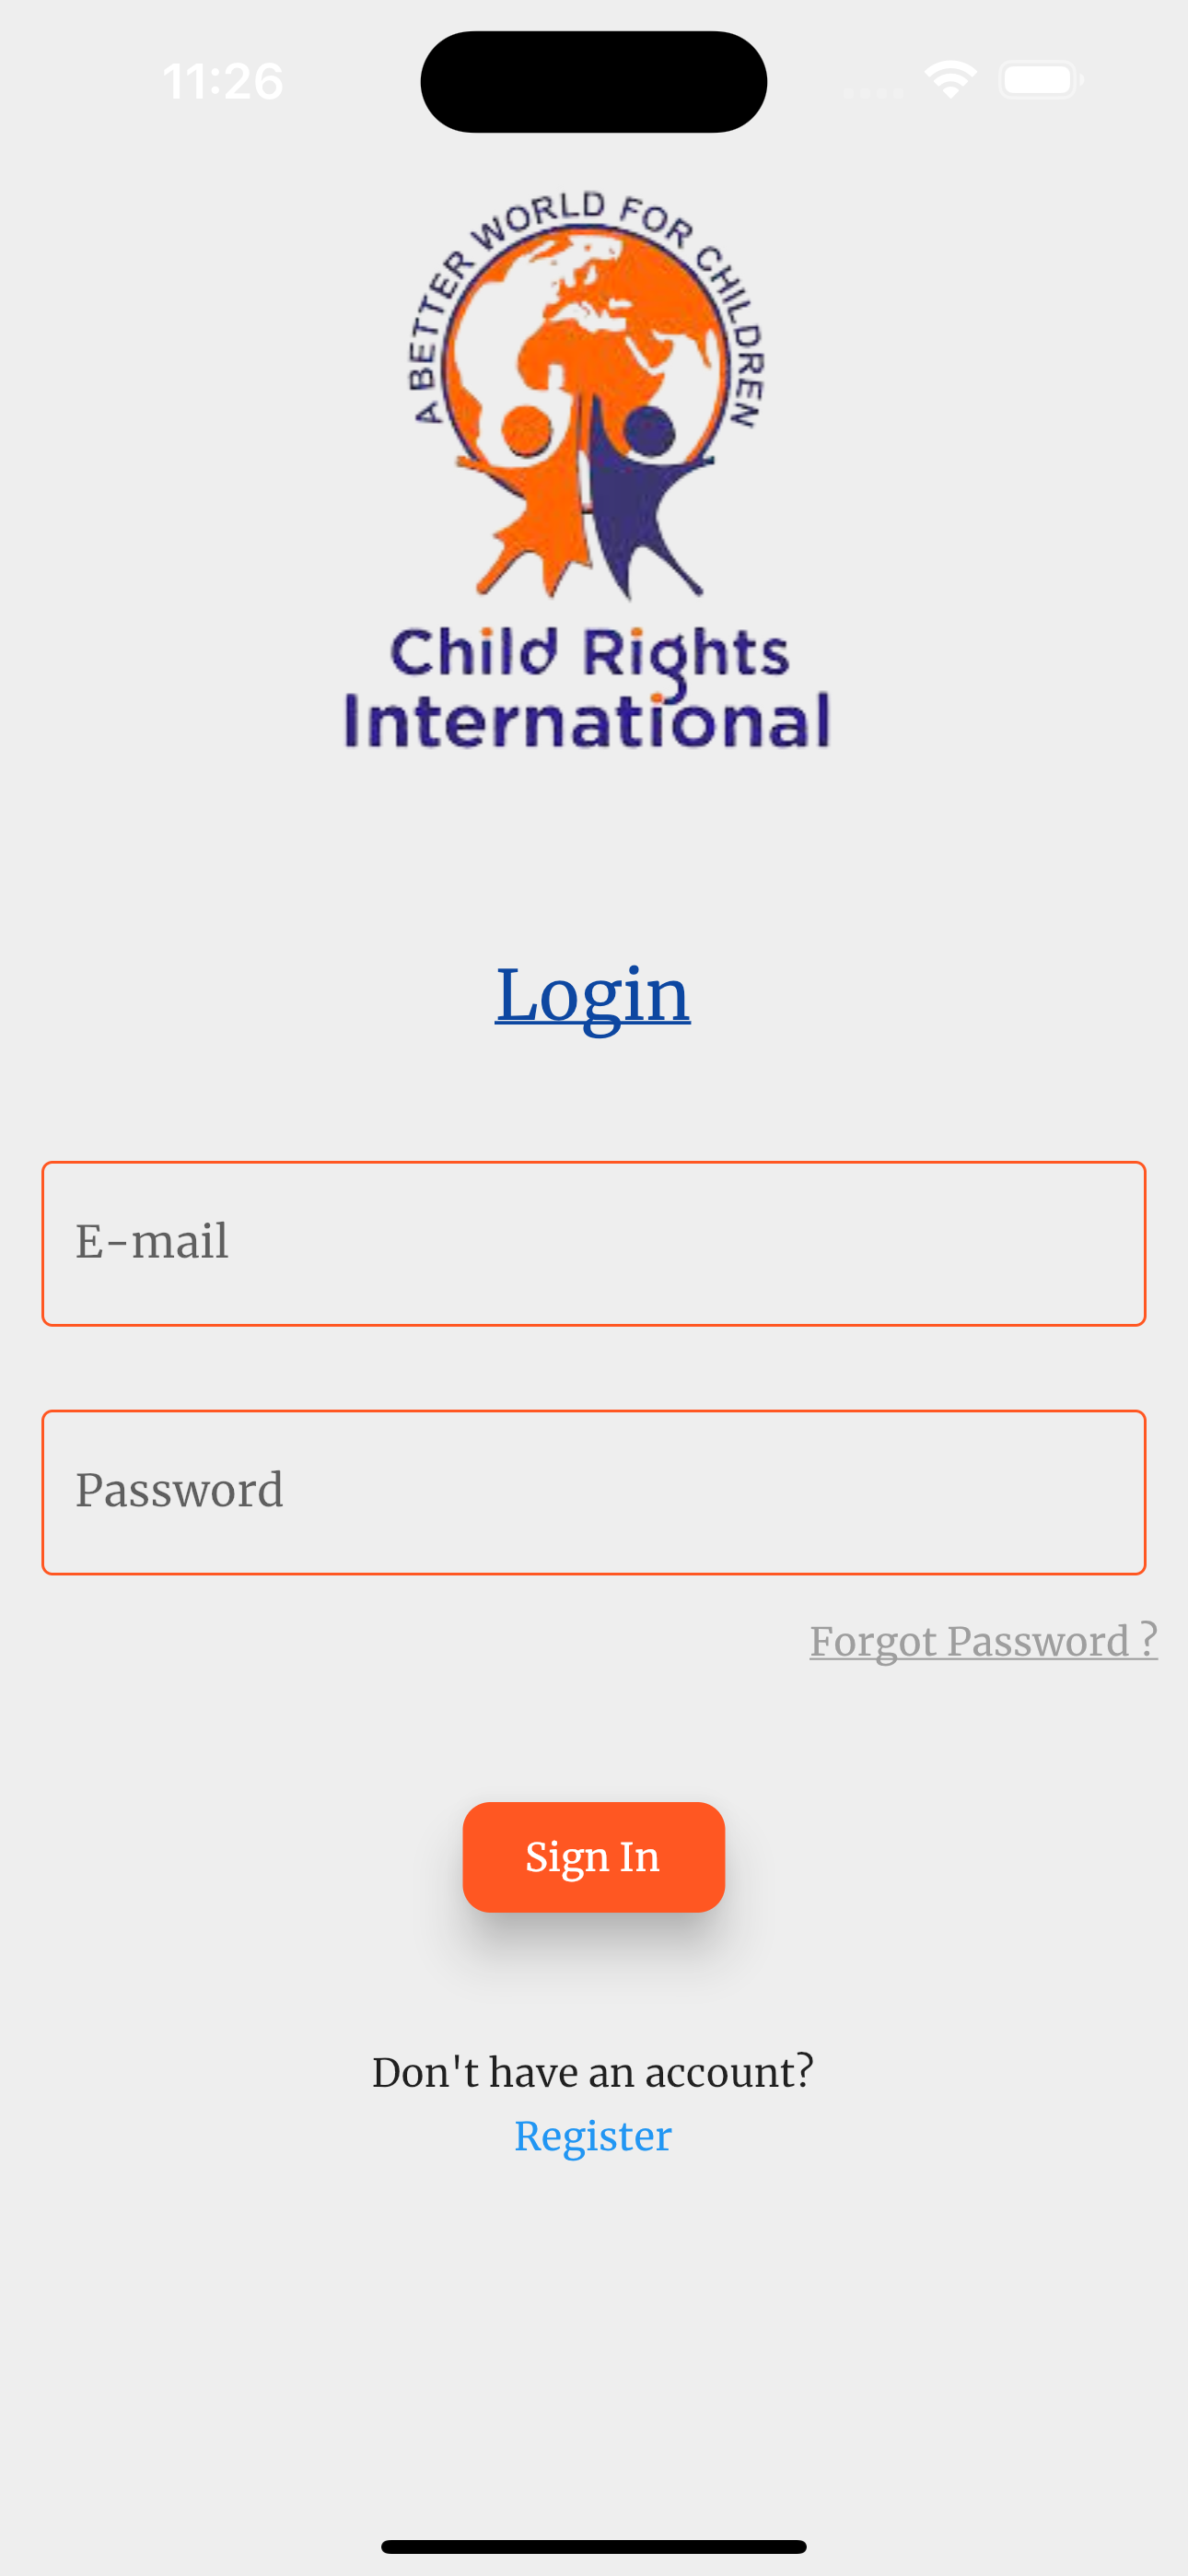 11:26
A BETTER WORLD FOR CHILDREN
Child Rights
International
Login
E-mail
Password
Forgot Password ?
Sign In
Don't have an account?
Register